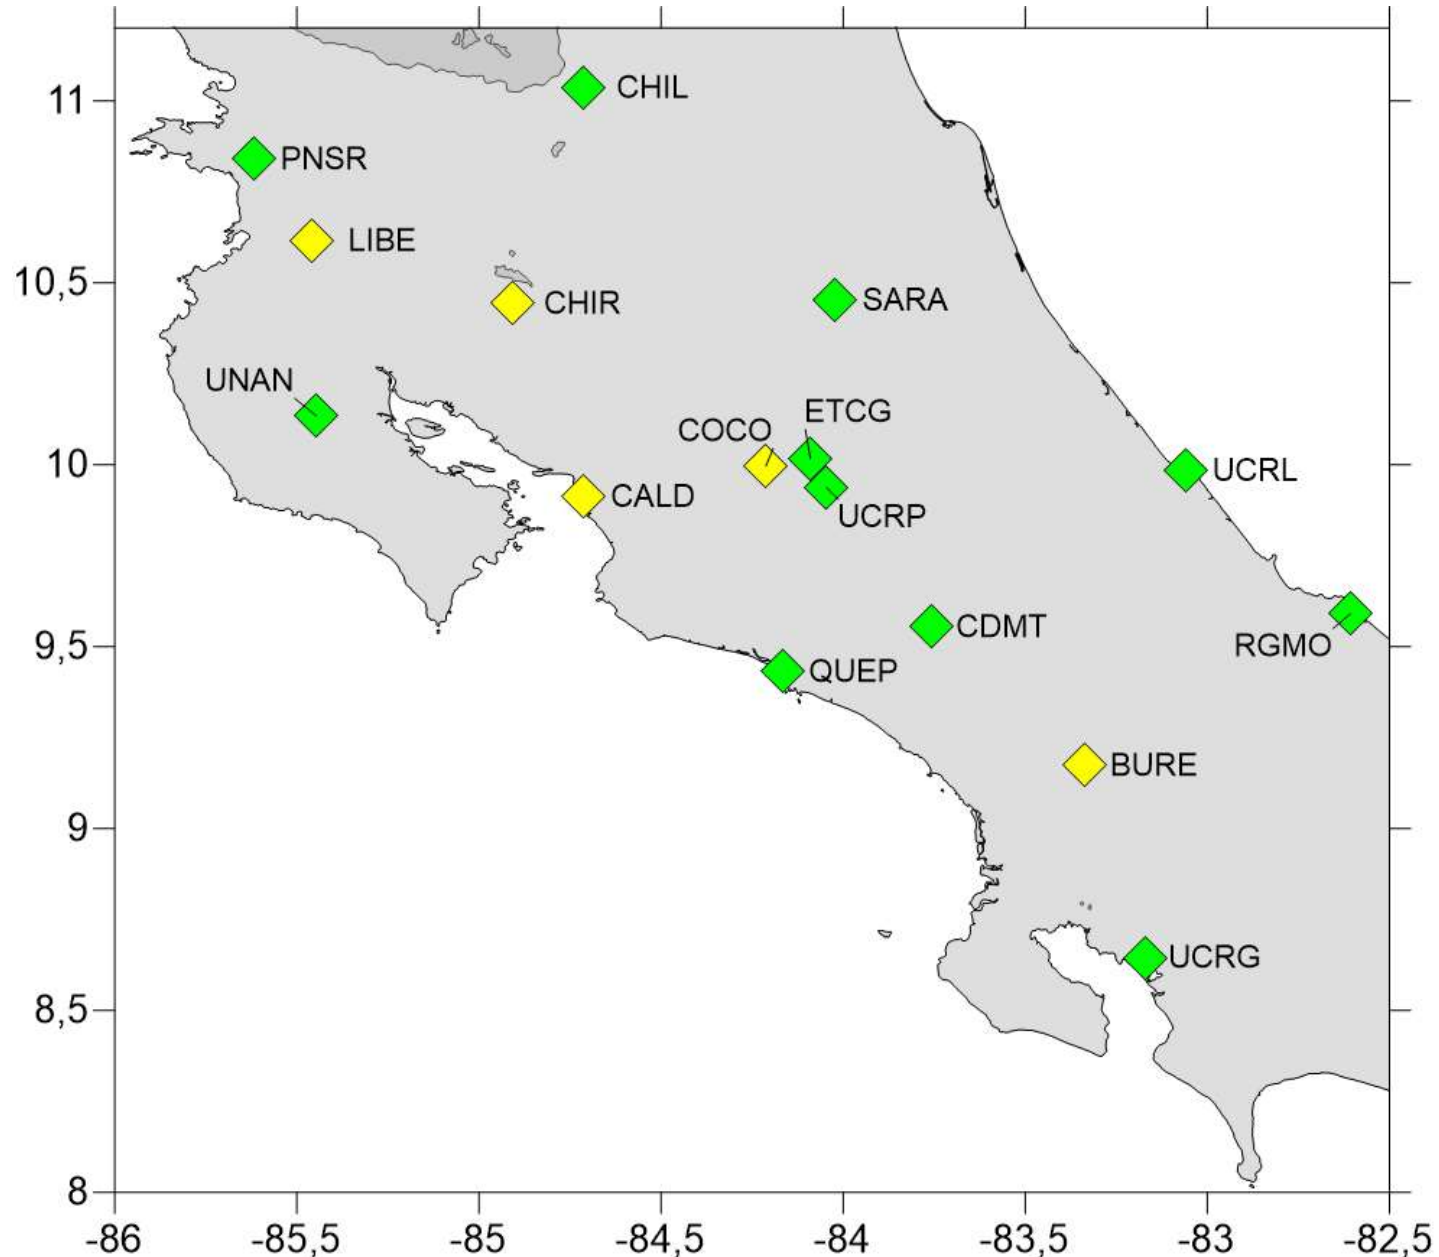 CHIL
11
PNSR
LIBE
10,5
CHIR
SARA
UNAN
ETCG
COCO
10
UCRL
CALD
UCRP
CDMT
9,5
RGMO
QUEP
BURE
9
UCRG
8,5
8
-86 -85,5 -85 -84,5 -84 -83,5 -83 -82,5